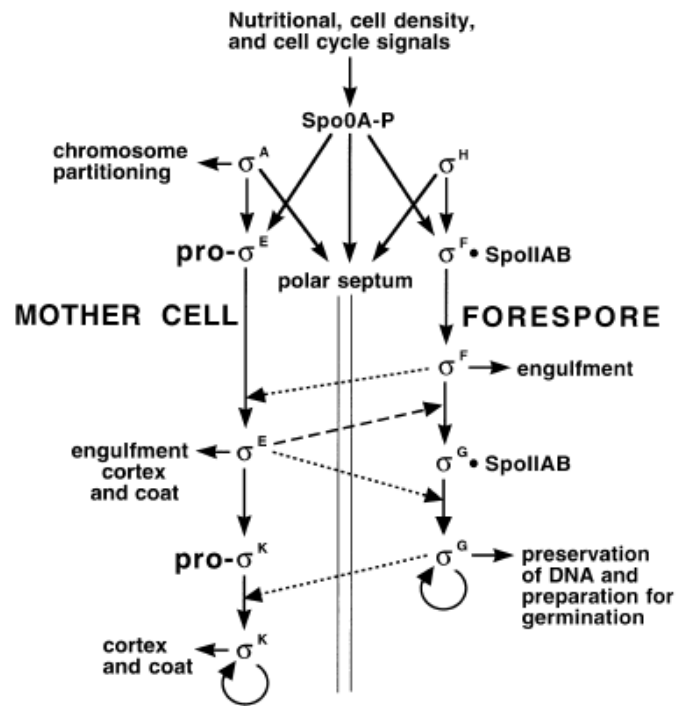 Nutritional, cell density,
and cell cycle signals
Spo0A-P
chromosome
partitioning
σA
σH
pro-σE
σF • SpoIIAB
polar septum
MOTHER CELL
FORESPORE
σF
engulfment
engulfment
cortex
and coat
σE
σG • SpoIIAB
pro-σK
σG
preservation
of DNA and
preparation for
germination
cortex
and coat
σK